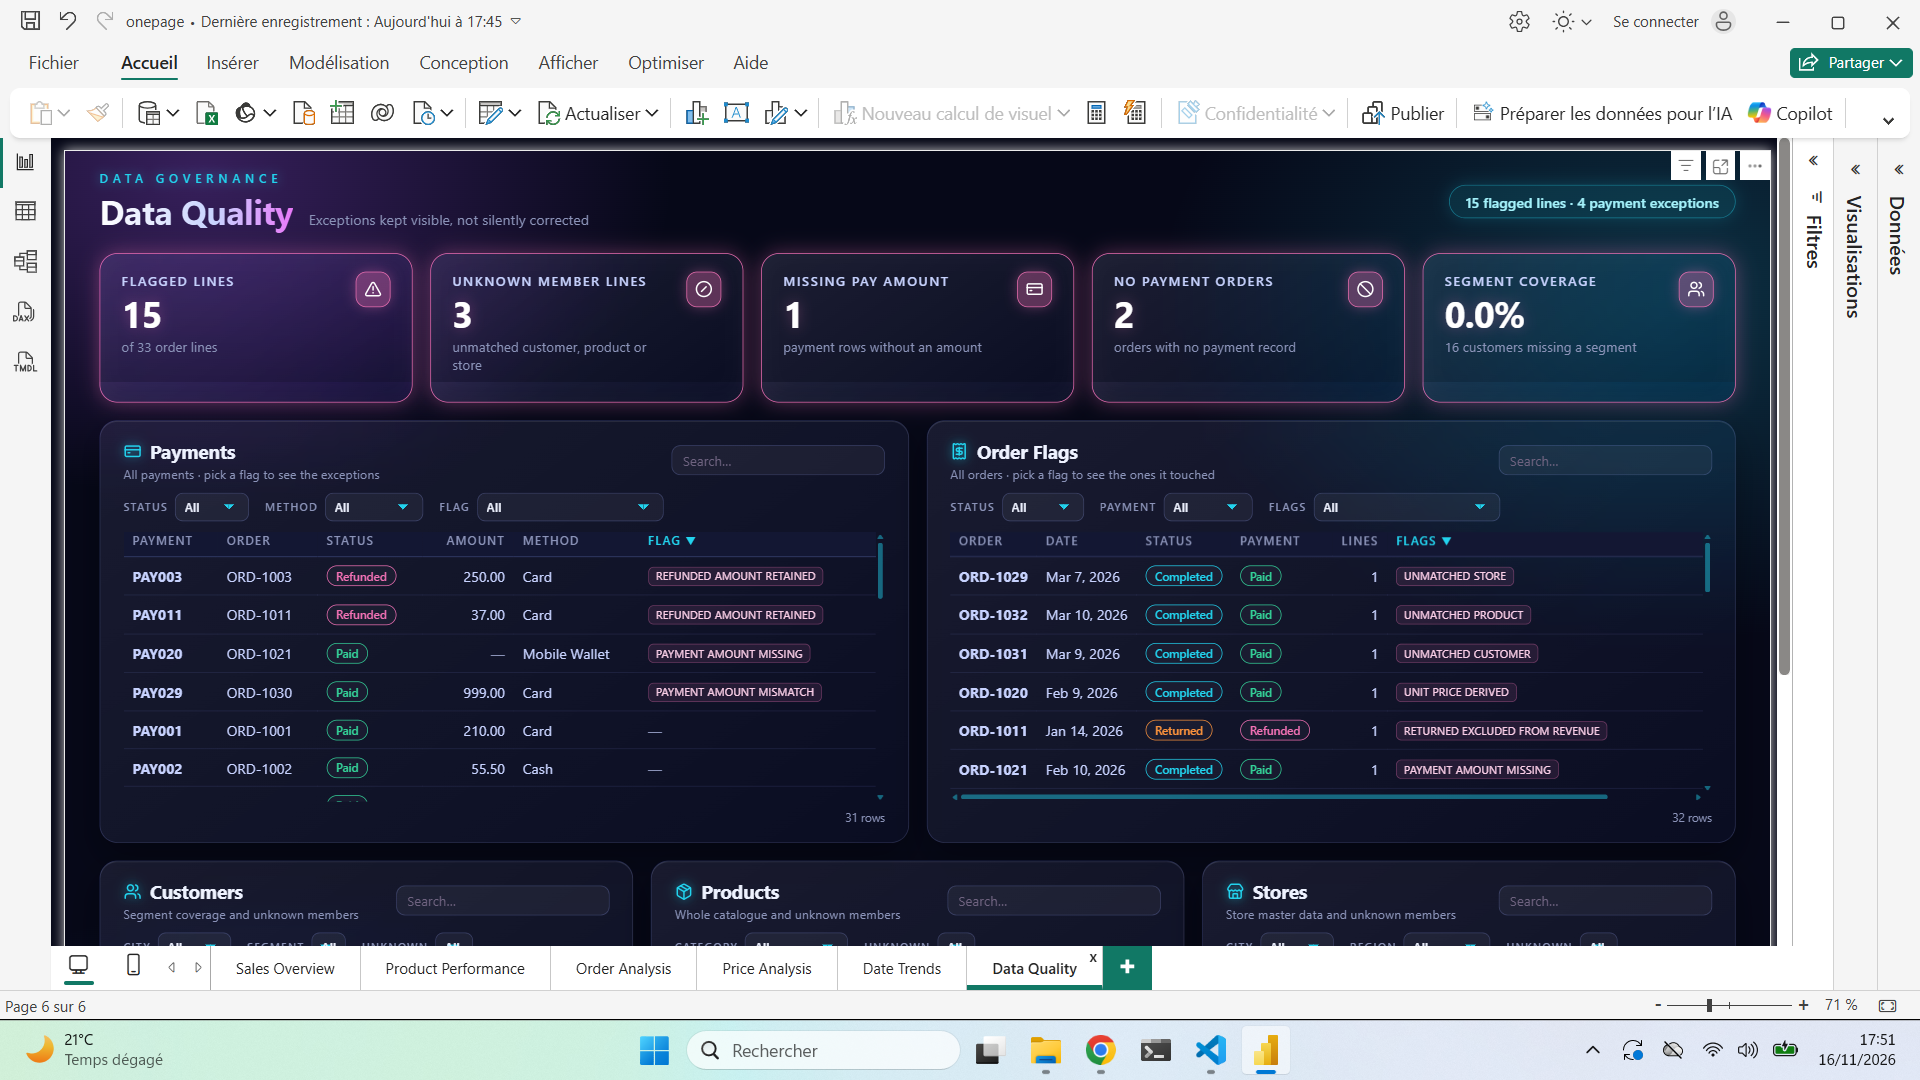 onepage • Dernière enregistrement : Aujourd'hui à 17:45
Se connecter
Fichier Accueil Insérer Modélisation Conception Afficher Optimiser Aide
Partager
Actualiser Nouveau calcul de visuel Confidentialité Publier Préparer les données pour l'IA Copilot
DAX
TMDL
Filtres
Visualisations
Données
DATA GOVERNANCE
Data Quality Exceptions kept visible, not silently corrected
15 flagged lines · 4 payment exceptions
FLAGGED LINES
15
of 33 order lines
UNKNOWN MEMBER LINES
3
unmatched customer, product or
store
MISSING PAY AMOUNT
1
payment rows without an amount
NO PAYMENT ORDERS
2
orders with no payment record
SEGMENT COVERAGE
0.0%
16 customers missing a segment
Payments
All payments · pick a flag to see the exceptions
Search...
STATUS All METHOD All FLAG All
PAYMENT ORDER STATUS AMOUNT METHOD FLAG ▼
PAY003 ORD-1003 Refunded 250.00 Card REFUNDED AMOUNT RETAINED
PAY011 ORD-1011 Refunded 37.00 Card REFUNDED AMOUNT RETAINED
PAY020 ORD-1021 Paid — Mobile Wallet PAYMENT AMOUNT MISSING
PAY029 ORD-1030 Paid 999.00 Card PAYMENT AMOUNT MISMATCH
PAY001 ORD-1001 Paid 210.00 Card —
PAY002 ORD-1002 Paid 55.50 Cash —
31 rows
Order Flags
All orders · pick a flag to see the ones it touched
Search...
STATUS All PAYMENT All FLAGS All
ORDER DATE STATUS PAYMENT LINES FLAGS ▼
ORD-1029 Mar 7, 2026 Completed Paid 1 UNMATCHED STORE
ORD-1032 Mar 10, 2026 Completed Paid 1 UNMATCHED PRODUCT
ORD-1031 Mar 9, 2026 Completed Paid 1 UNMATCHED CUSTOMER
ORD-1020 Feb 9, 2026 Completed Paid 1 UNIT PRICE DERIVED
ORD-1011 Jan 14, 2026 Returned Refunded 1 RETURNED EXCLUDED FROM REVENUE
ORD-1021 Feb 10, 2026 Completed Paid 1 PAYMENT AMOUNT MISSING
32 rows
Customers
Segment coverage and unknown members
Search...
Products
Whole catalogue and unknown members
Search...
Stores
Store master data and unknown members
Search...
Sales Overview Product Performance Order Analysis Price Analysis Date Trends Data Quality x
Page 6 sur 6
- + 71 %
21°C
Temps dégagé
Rechercher
17:51
16/11/2026